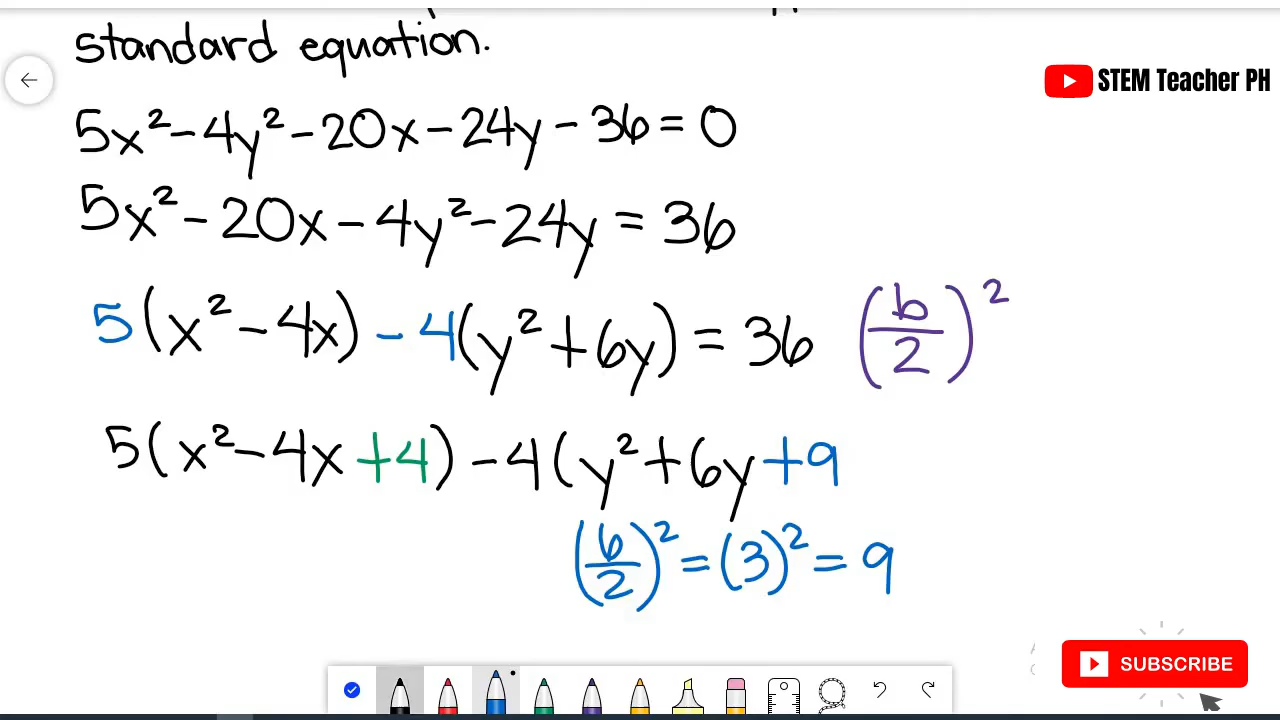 standard equation.
STEM Teacher PH
5x² - 4y² - 20x - 24y - 36 = 0
5x² - 20x - 4y² - 24y = 36
5(x² - 4x) - 4(y² + 6y) = 36 (b/2)²
5(x² - 4x + 4) - 4(y² + 6y + 9
(6/2)² = (3)² = 9
SUBSCRIBE